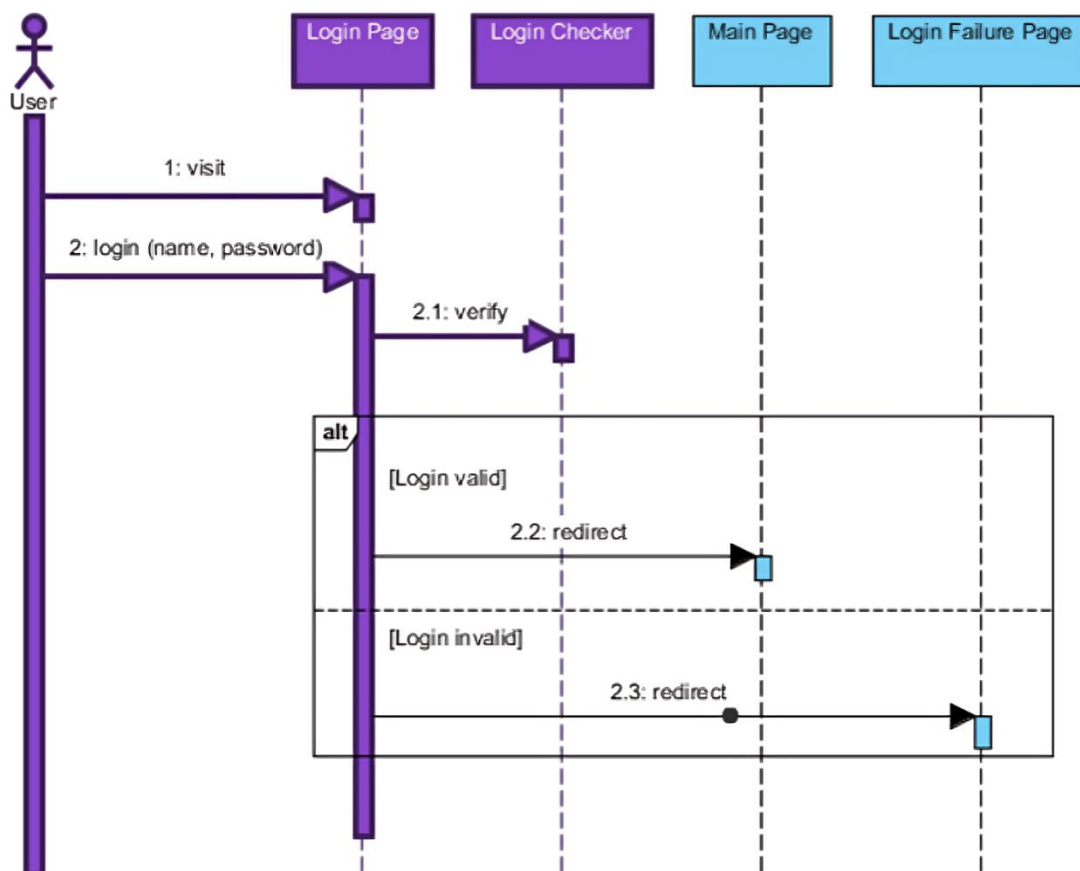 Login Page
Login Checker
Main Page
Login Failure Page
User
1: visit
2: login (name, password)
2.1: verify
alt
[Login valid]
2.2: redirect
[Login invalid]
2.3: redirect